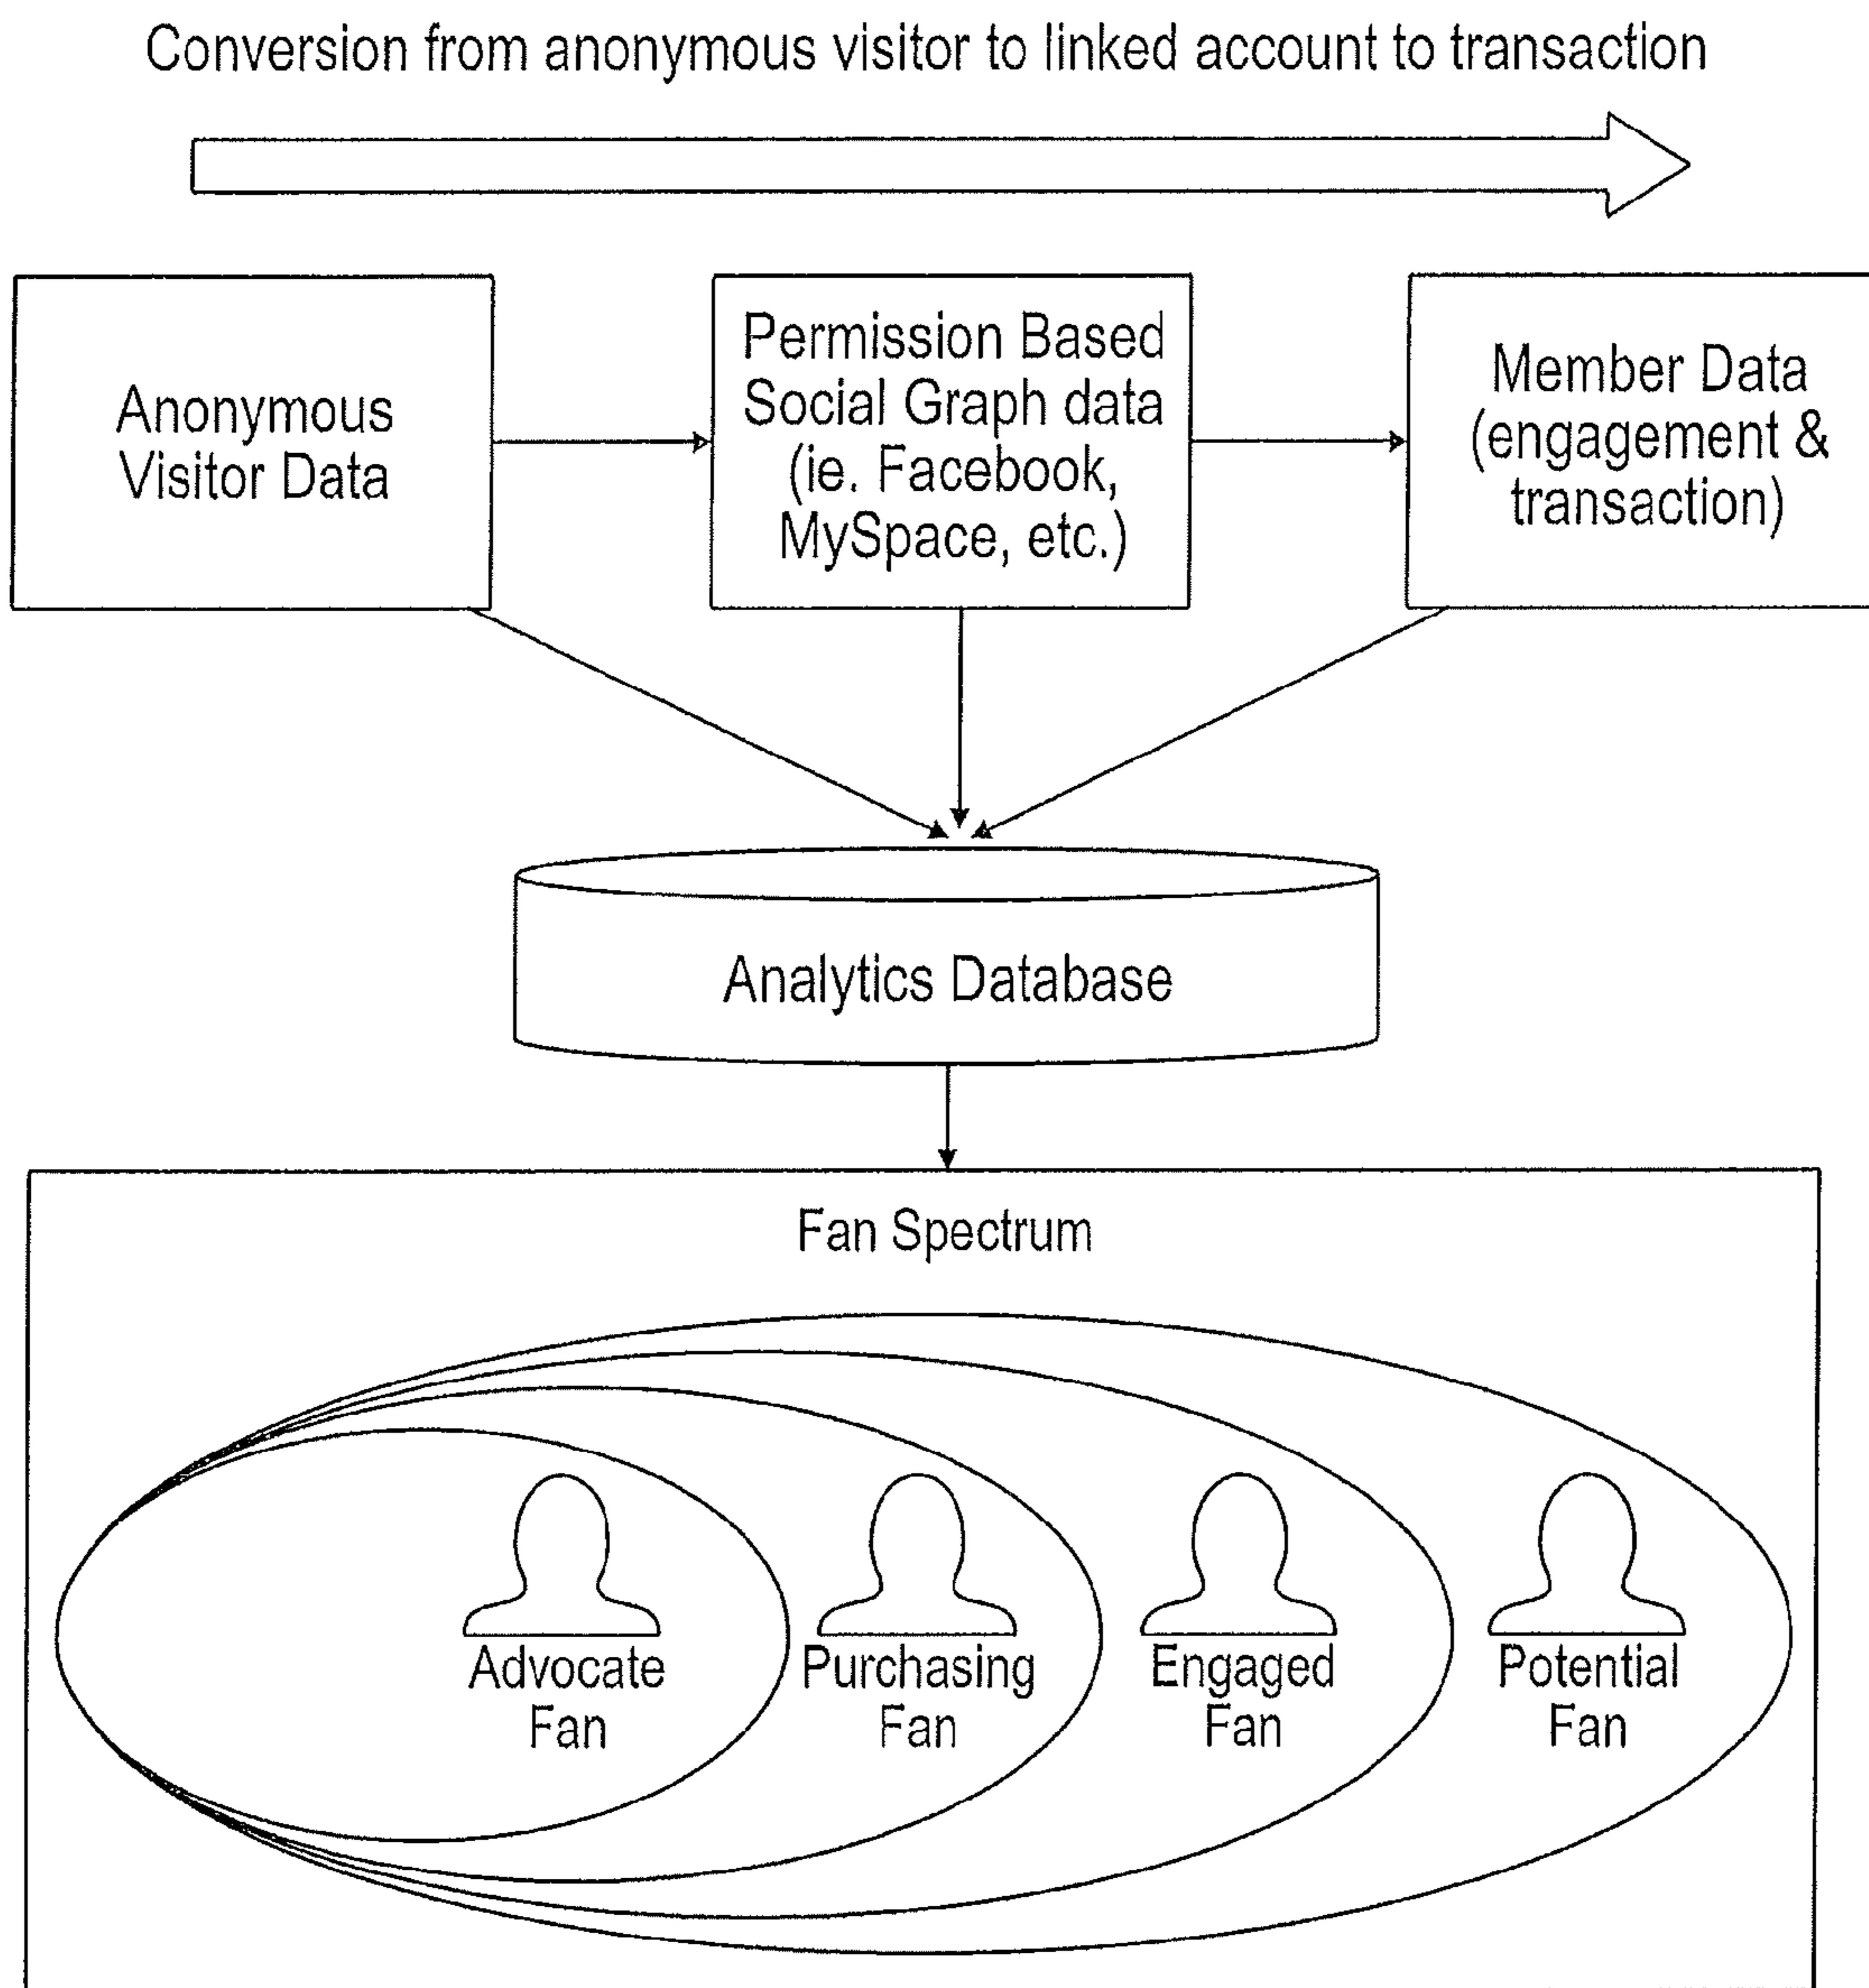 Conversion from anonymous visitor to linked account to transaction
Anonymous
Visitor Data
Permission Based
Social Graph data
(ie. Facebook,
MySpace, etc.)
Member Data
(engagement &
transaction)
Analytics Database
Fan Spectrum
Advocate
Fan
Purchasing
Fan
Engaged
Fan
Potential
Fan